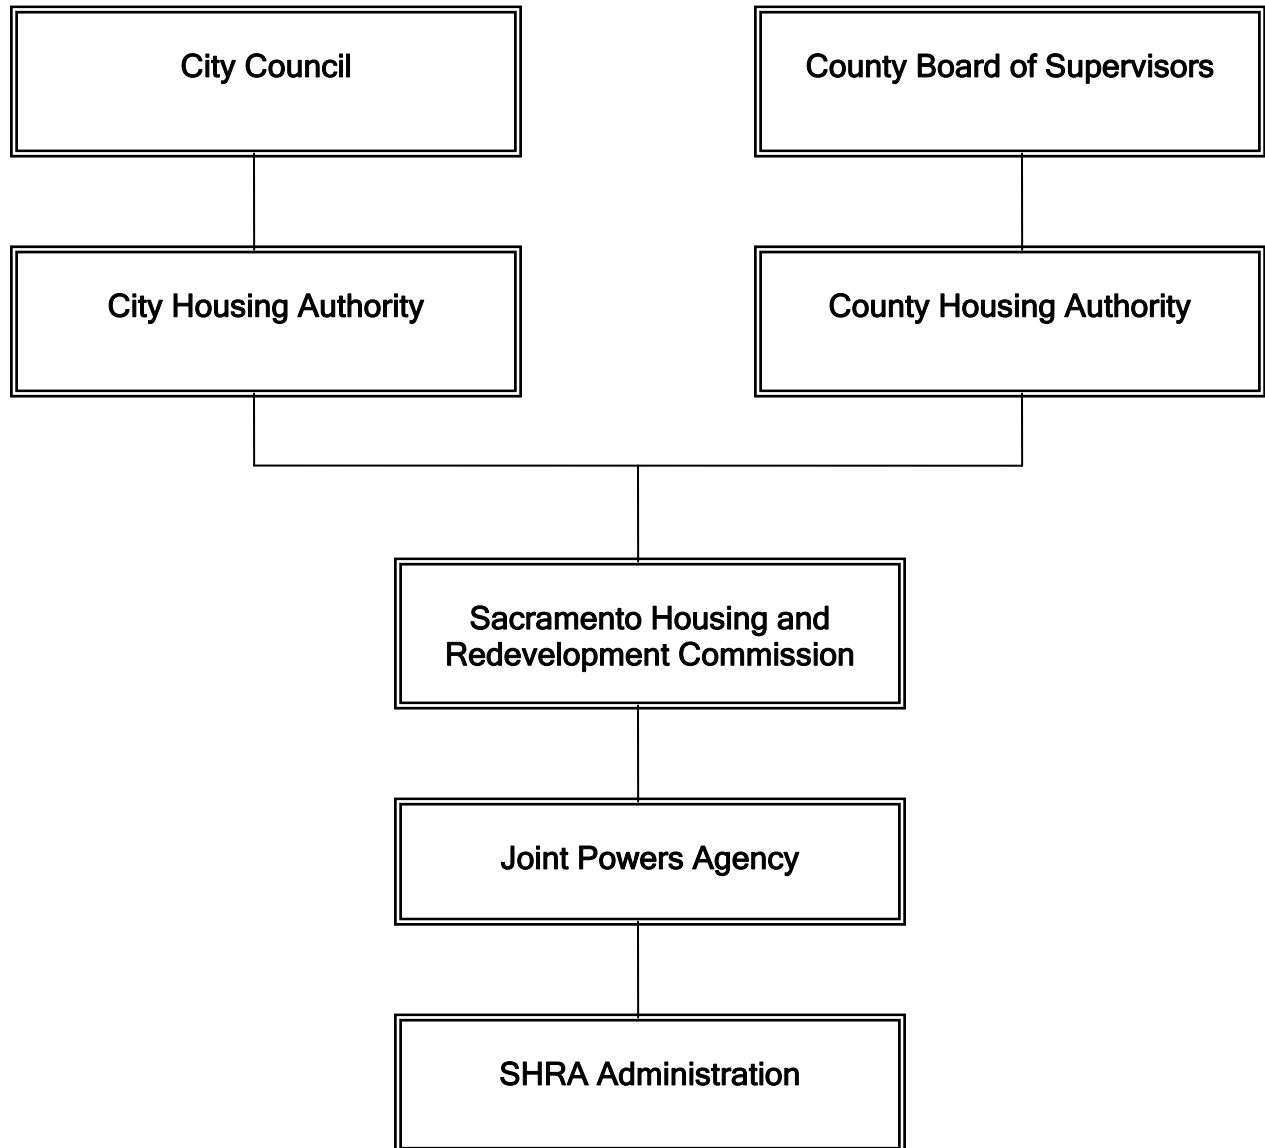 City Council
County Board of Supervisors
City Housing Authority
County Housing Authority
Sacramento Housing and
Redevelopment Commission
Joint Powers Agency
SHRA Administration